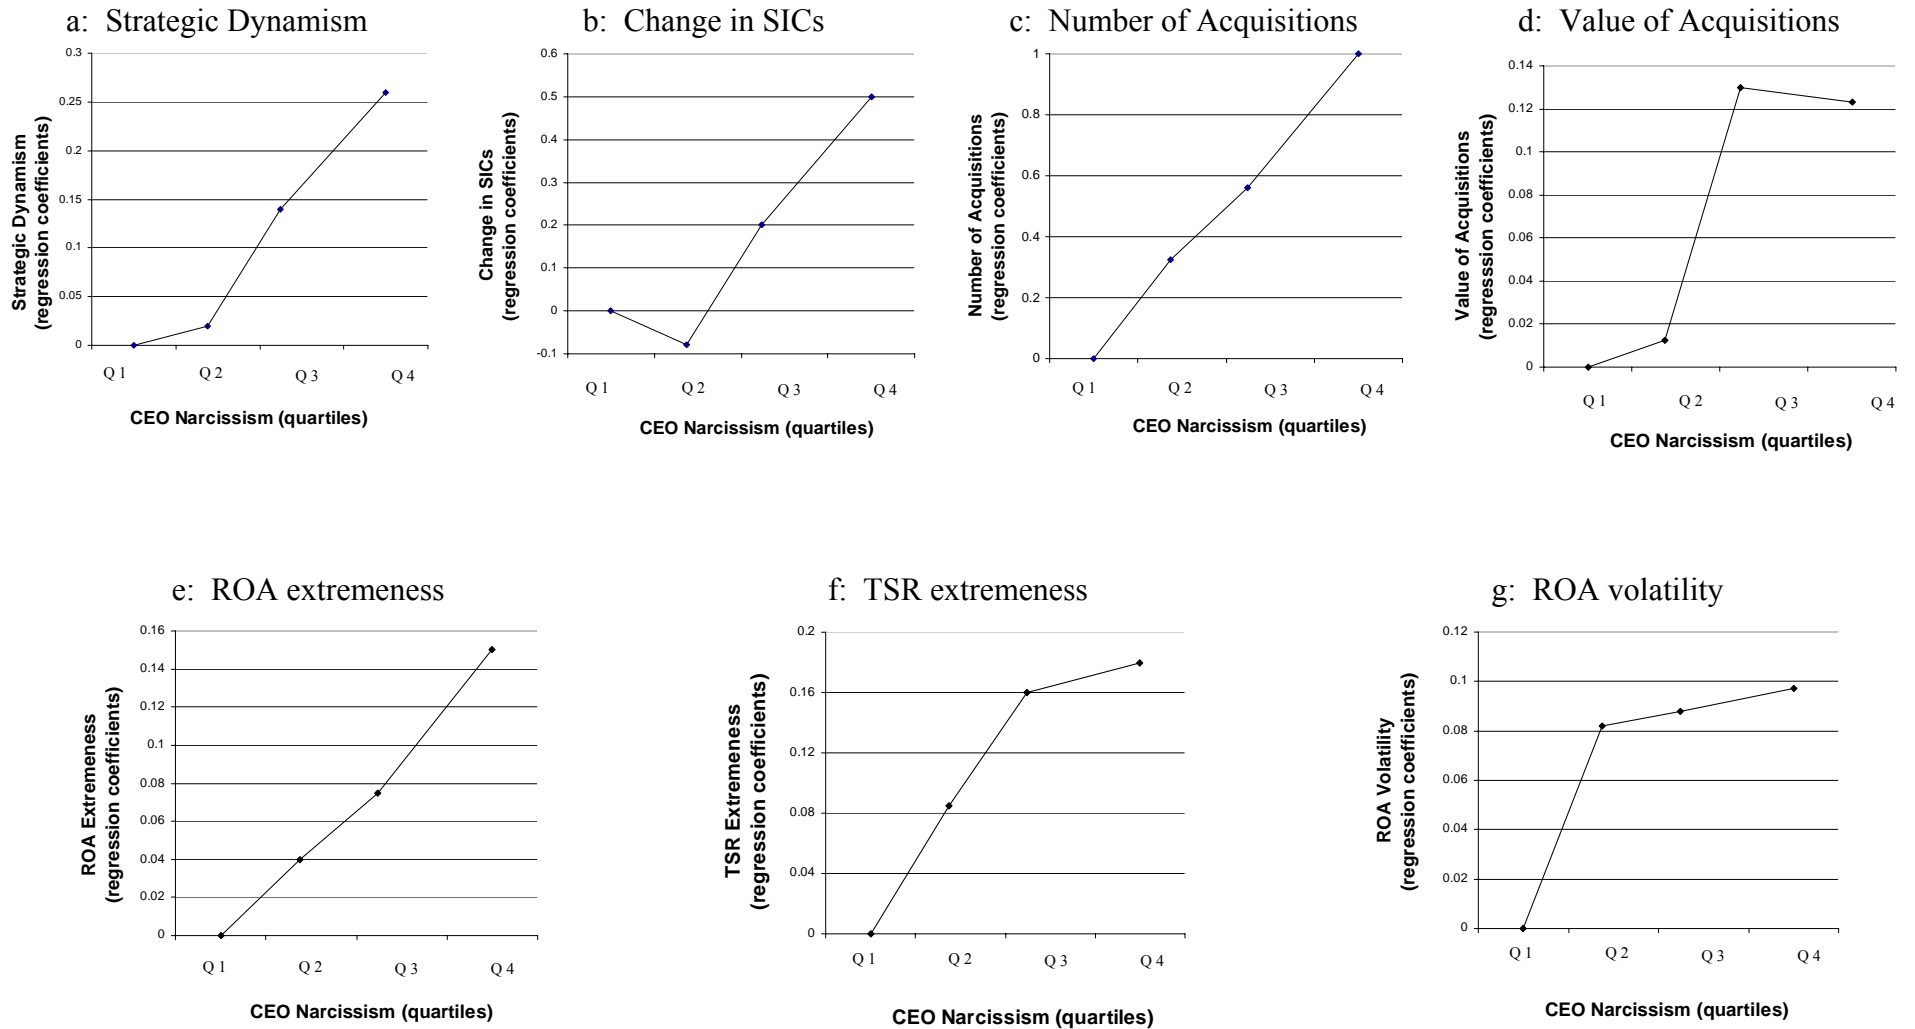 a: Strategic Dynamism
0.3
0.25
0.2
0.15
0.1
0.05
0
Strategic Dynamism
(regression coefficients)
Q 1 Q 2 Q 3 Q 4
CEO Narcissism (quartiles)
b: Change in SICs
0.6
0.5
0.4
0.3
0.2
0.1
0
-0.1
Change in SICs
(regression coefficients)
Q 1 Q 2 Q 3 Q 4
CEO Narcissism (quartiles)
c: Number of Acquisitions
1
0.8
0.6
0.4
0.2
0
Number of Acquisitions
(regression coefficients)
Q 1 Q 2 Q 3 Q 4
CEO Narcissism (quartiles)
d: Value of Acquisitions
0.14
0.12
0.1
0.08
0.06
0.04
0.02
0
Value of Acquisitions
(regresssion coefficients)
Q 1 Q 2 Q 3 Q 4
CEO Narcissism (quartiles)
e: ROA extremeness
0.16
0.14
0.12
0.1
0.08
0.06
0.04
0.02
0
ROA Extremeness
(regression coefficients)
Q 1 Q 2 Q 3 Q 4
CEO Narcissism (quartiles)
f: TSR extremeness
0.2
0.16
0.12
0.08
0.04
0
TSR Extremeness
(regression coefficients)
Q 1 Q 2 Q 3 Q 4
CEO Narcissism (quartiles)
g: ROA volatility
0.12
0.1
0.08
0.06
0.04
0.02
0
ROA Volatility
(regression coefficients)
Q 1 Q 2 Q 3 Q 4
CEO Narcissism (quartiles)